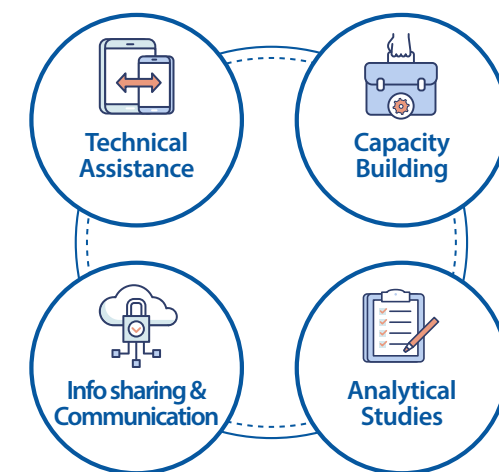 Technical
Assistance
Capacity
Building
Info sharing &
Communication
Analytical
Studies